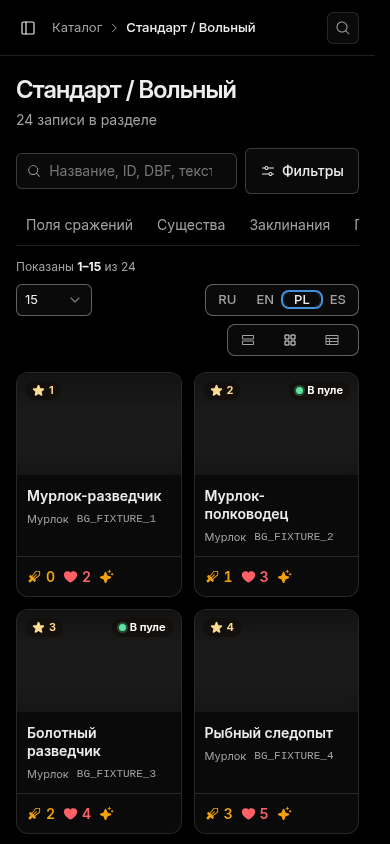 Каталог > Стандарт / Вольный
Стандарт / Вольный
24 записи в разделе
Название, ID, DBF, текст
Фильтры
Поля сражений Существа Заклинания
Показаны 1–15 из 24
15
RU EN PL ES
1
2 В пуле
Мурлок-разведчик
Мурлок BG_FIXTURE_1
Мурлок-
полководец
Мурлок BG_FIXTURE_2
0 2
1 3
3 В пуле
4
Болотный
разведчик
Мурлок BG_FIXTURE_3
Рыбный следопыт
Мурлок BG_FIXTURE_4
2 4
3 5